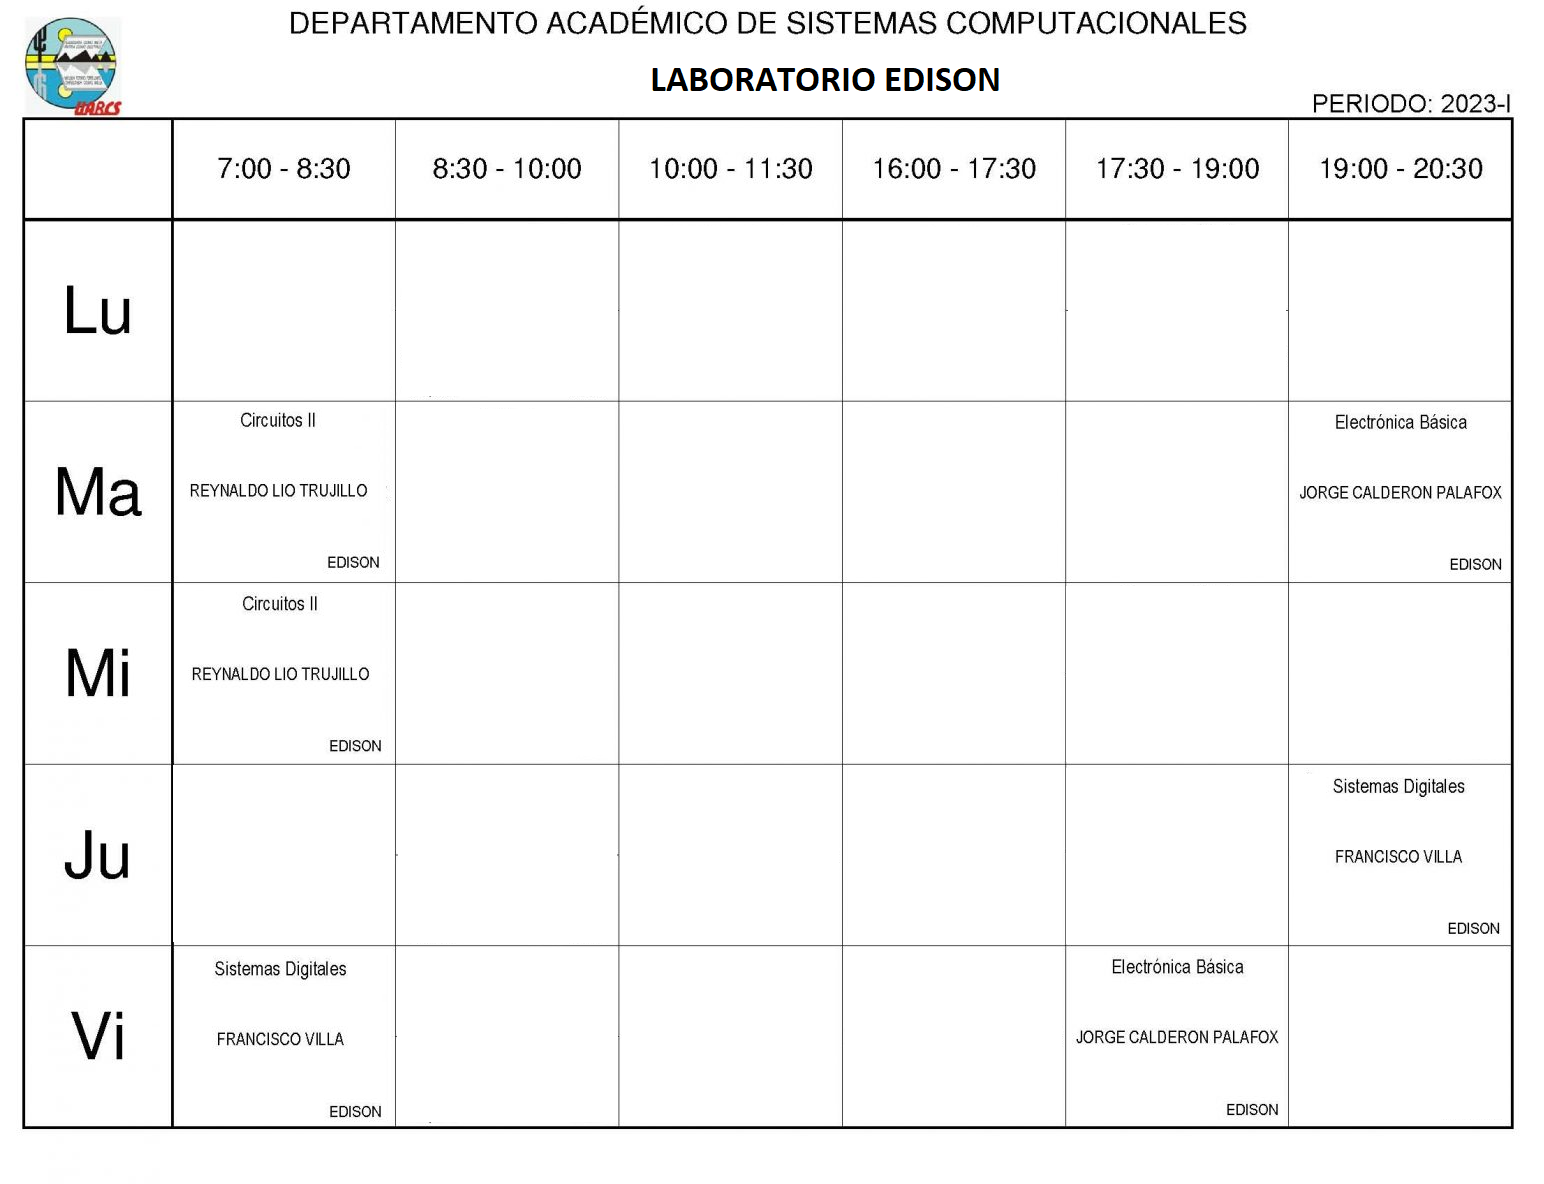 DEPARTAMENTO ACADÉMICO DE SISTEMAS COMPUTACIONALES
LABORATORIO EDISON
UABCS
PERIODO: 2023-I
7:00 - 8:30 8:30 - 10:00 10:00 - 11:30 16:00 - 17:30 17:30 - 19:00 19:00 - 20:30
Lu
Ma
Circuitos II
REYNALDO LIO TRUJILLO
EDISON
Electrónica Básica
JORGE CALDERON PALAFOX
EDISON
Mi
Circuitos II
REYNALDO LIO TRUJILLO
EDISON
Ju
Sistemas Digitales
FRANCISCO VILLA
EDISON
Vi
Sistemas Digitales
FRANCISCO VILLA
EDISON
Electrónica Básica
JORGE CALDERON PALAFOX
EDISON